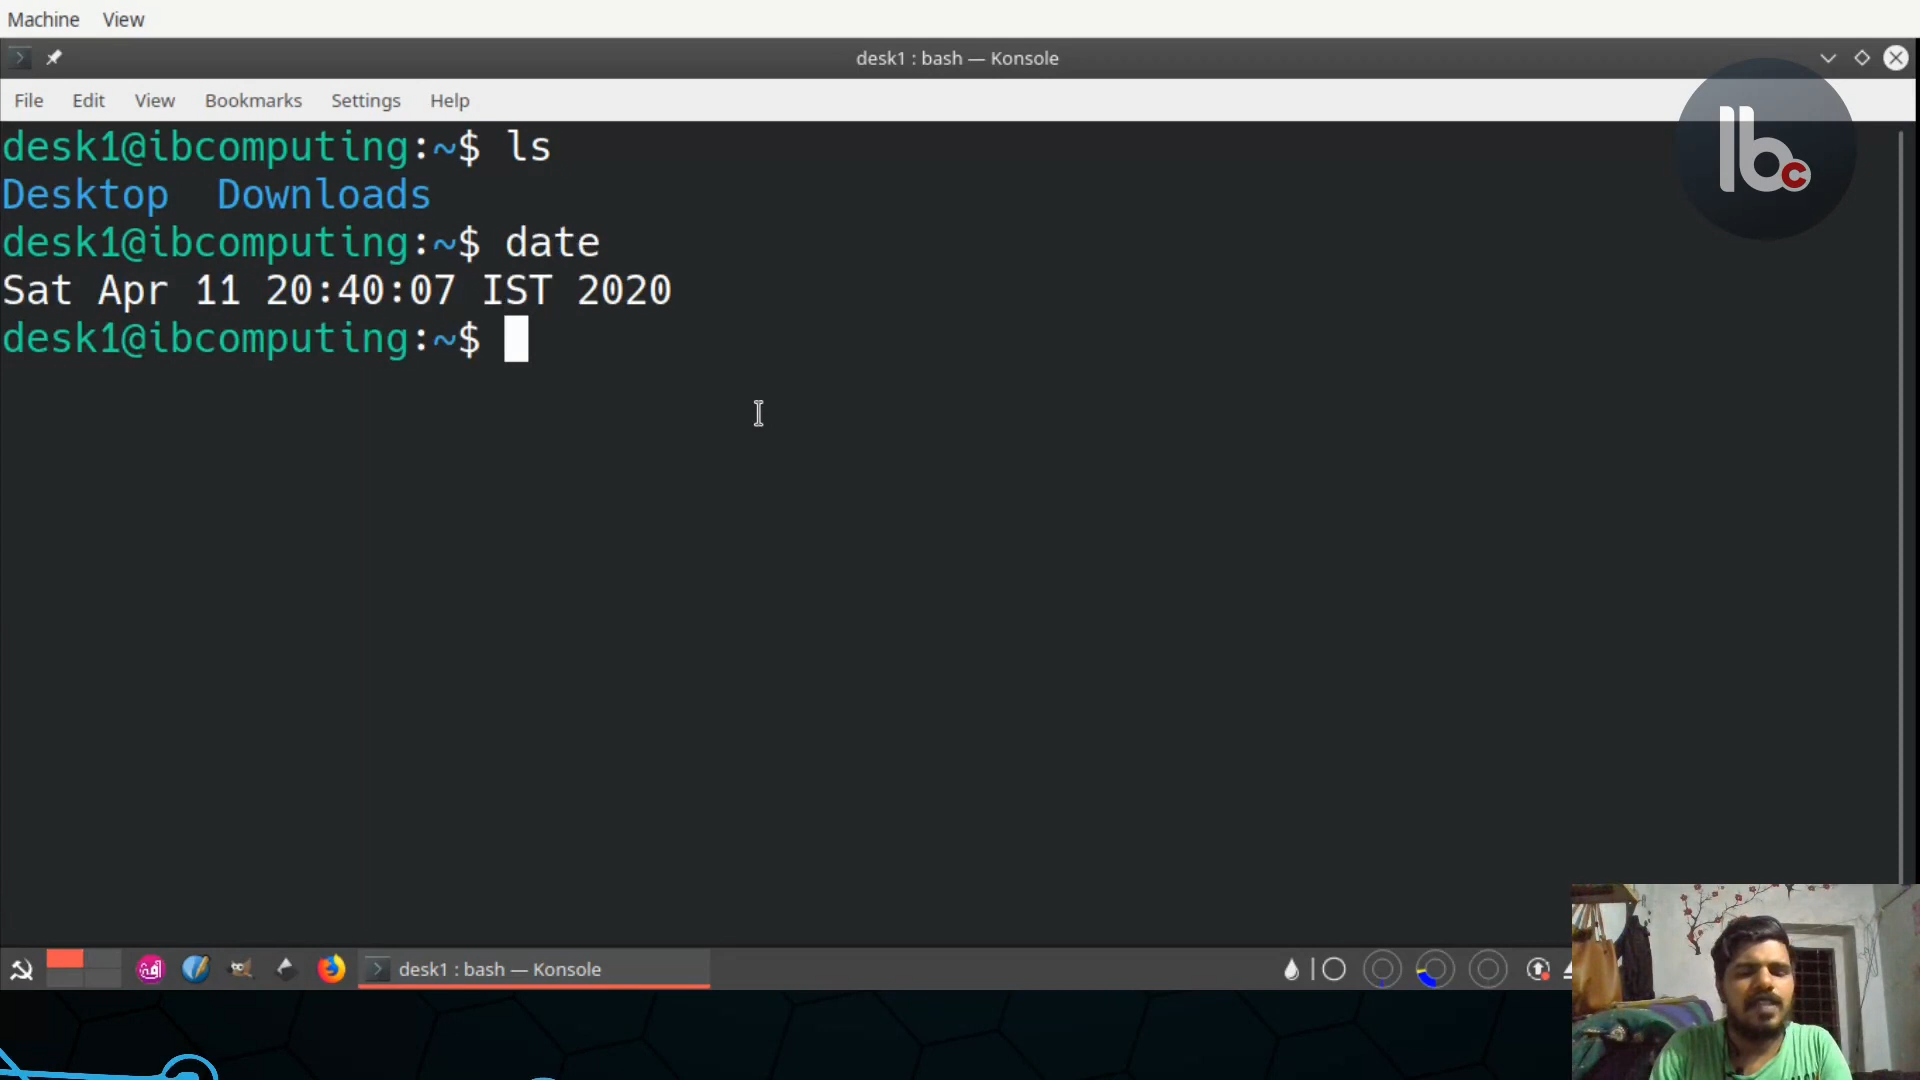 Machine View
desk1 : bash — Konsole
File Edit View Bookmarks Settings Help
desk1@ibcomputing:~$ ls
Desktop Downloads
desk1@ibcomputing:~$ date
Sat Apr 11 20:40:07 IST 2020
desk1@ibcomputing:~$
Ibc
desk1 : bash — Konsole